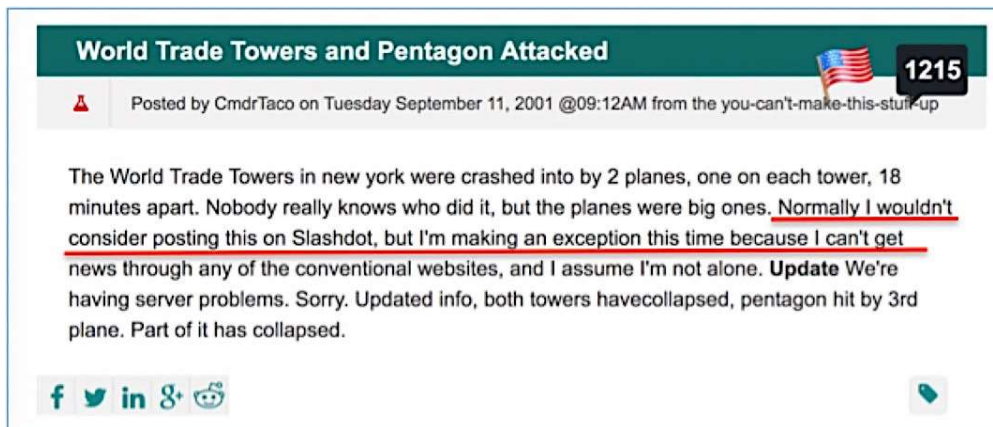 World Trade Towers and Pentagon Attacked
1215
Posted by CmdrTaco on Tuesday September 11, 2001 @09:12AM from the you-can't-make-this-stuff-up
The World Trade Towers in new york were crashed into by 2 planes, one on each tower, 18
minutes apart. Nobody really knows who did it, but the planes were big ones. Normally I wouldn't
consider posting this on Slashdot, but I'm making an exception this time because I can't get
news through any of the conventional websites, and I assume I'm not alone. Update We're
having server problems. Sorry. Updated info, both towers havecollapsed, pentagon hit by 3rd
plane. Part of it has collapsed.
f in g+